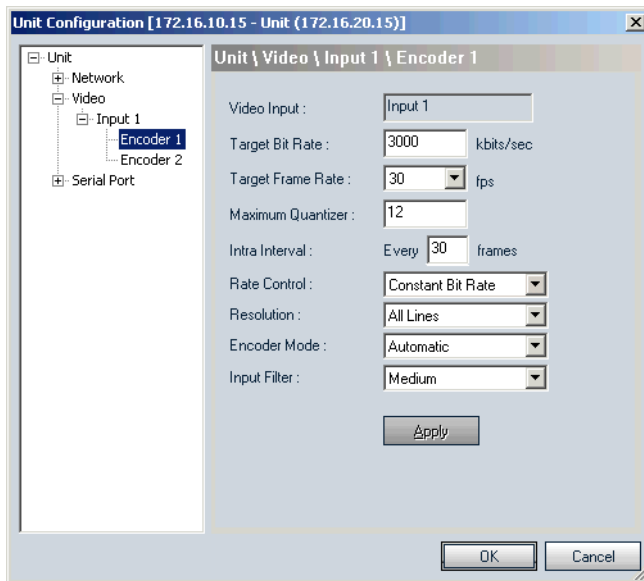 Unit Configuration [172.16.10.15 - Unit (172.16.20.15)]
Unit
Network
Video
Input 1
Encoder 1
Encoder 2
Serial Port
Unit \ Video \ Input 1 \ Encoder 1
Video Input : Input 1
Target Bit Rate : 3000 kbits/sec
Target Frame Rate : 30 fps
Maximum Quantizer : 12
Intra Interval : Every 30 frames
Rate Control : Constant Bit Rate
Resolution : All Lines
Encoder Mode : Automatic
Input Filter : Medium
Apply
OK Cancel